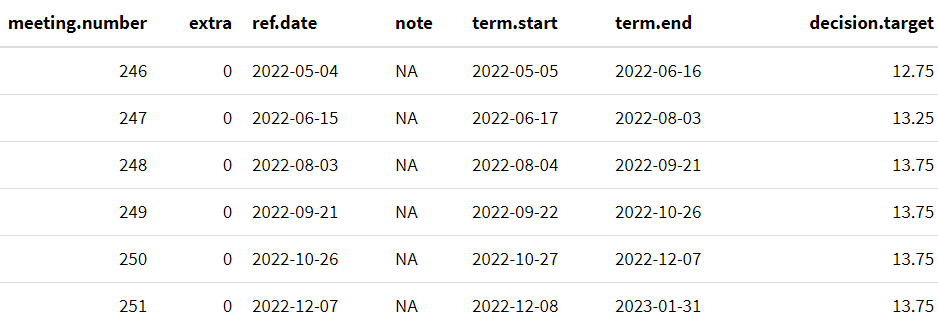 meeting.number extra ref.date note term.start term.end decision.target
246 0 2022-05-04 NA 2022-05-05 2022-06-16 12.75
247 0 2022-06-15 NA 2022-06-17 2022-08-03 13.25
248 0 2022-08-03 NA 2022-08-04 2022-09-21 13.75
249 0 2022-09-21 NA 2022-09-22 2022-10-26 13.75
250 0 2022-10-26 NA 2022-10-27 2022-12-07 13.75
251 0 2022-12-07 NA 2022-12-08 2023-01-31 13.75